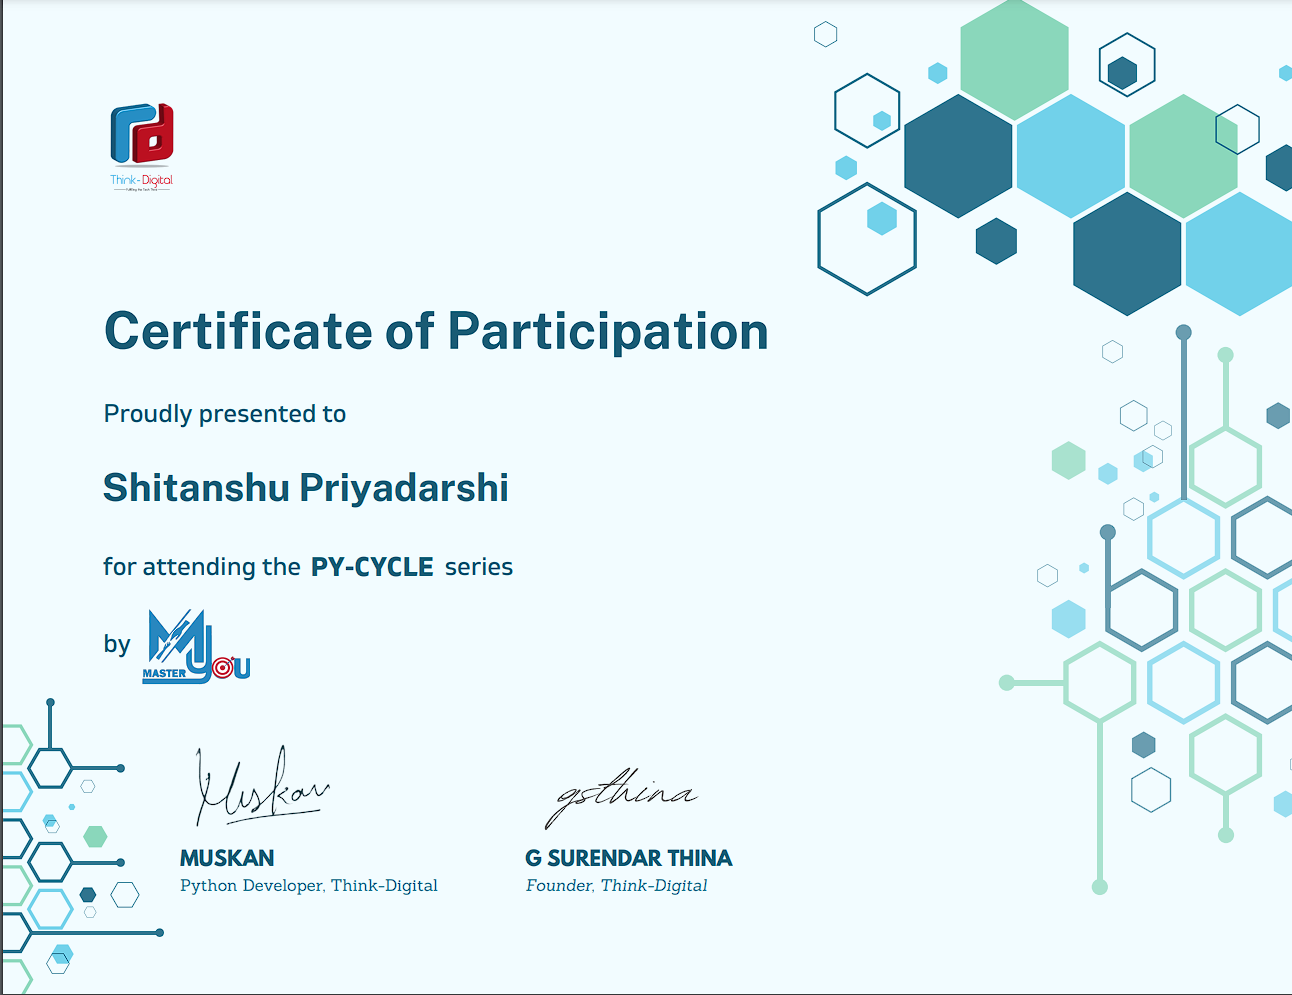 Think-Digital
Certificate of Participation
Proudly presented to
Shitanshu Priyadarshi
for attending the PY-CYCLE series
by
MASTER
MyYOU
Muskan
gsthina
MUSKAN
G SURENDAR THINA
Python Developer, Think-Digital
Founder, Think-Digital